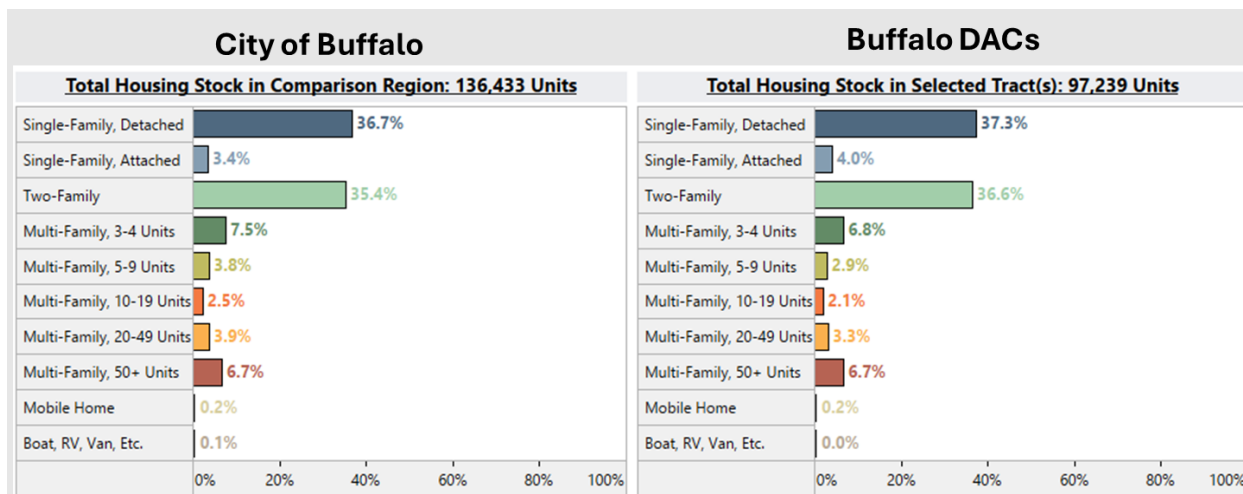 City of Buffalo
Total Housing Stock in Comparison Region: 136,433 Units
Single-Family, Detached 36.7%
Single-Family, Attached 3.4%
Two-Family 35.4%
Multi-Family, 3-4 Units 7.5%
Multi-Family, 5-9 Units 3.8%
Multi-Family, 10-19 Units 2.5%
Multi-Family, 20-49 Units 3.9%
Multi-Family, 50+ Units 6.7%
Mobile Home 0.2%
Boat, RV, Van, Etc. 0.1%
0% 20% 40% 60% 80% 100%
Buffalo DACs
Total Housing Stock in Selected Tract(s): 97,239 Units
Single-Family, Detached 37.3%
Single-Family, Attached 4.0%
Two-Family 36.6%
Multi-Family, 3-4 Units 6.8%
Multi-Family, 5-9 Units 2.9%
Multi-Family, 10-19 Units 2.1%
Multi-Family, 20-49 Units 3.3%
Multi-Family, 50+ Units 6.7%
Mobile Home 0.2%
Boat, RV, Van, Etc. 0.0%
0% 20% 40% 60% 80% 100%